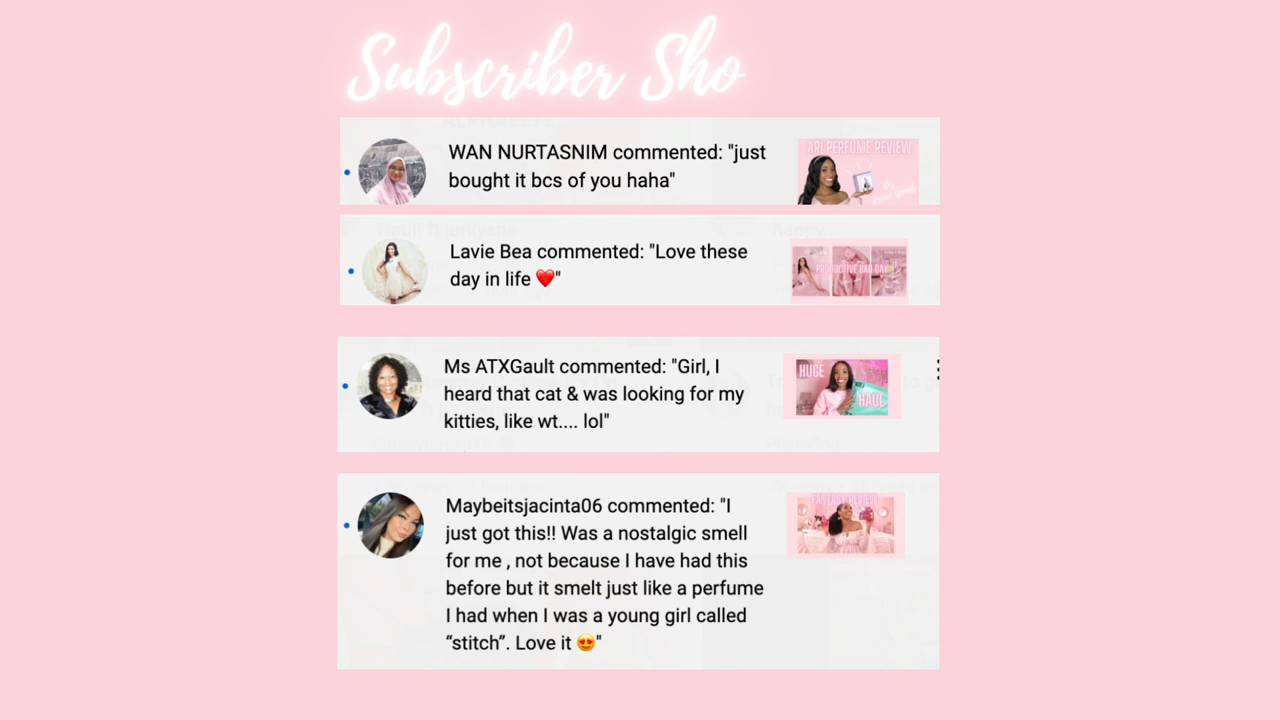 Subscriber Sho
WAN NURTASNIM commented: "just
bought it bcs of you haha"
ARI PERFUME REVIEW
Lavie Bea commented: "Love these
day in life ❤️"
PRODUCTIVE BAD DAY
Ms ATXGault commented: "Girl, I
heard that cat & was looking for my
kitties, like wt.... lol"
HUGE
HAUL
Maybeitsjacinta06 commented: "I
just got this!! Was a nostalgic smell
for me , not because I have had this
before but it smelt just like a perfume
I had when I was a young girl called
“stitch”. Love it 😍"
FANTASY REVIEW